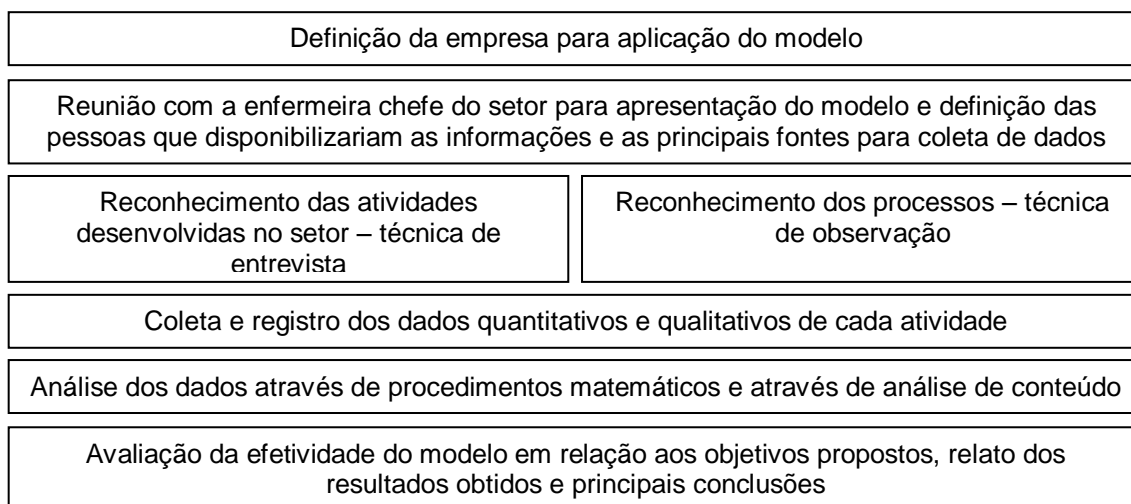 Definição da empresa para aplicação do modelo
Reunião com a enfermeira chefe do setor para apresentação do modelo e definição das
pessoas que disponibilizariam as informações e as principais fontes para coleta de dados
Reconhecimento das atividades
desenvolvidas no setor – técnica de
entrevista
Reconhecimento dos processos – técnica
de observação
Coleta e registro dos dados quantitativos e qualitativos de cada atividade
Análise dos dados através de procedimentos matemáticos e através de análise de conteúdo
Avaliação da efetividade do modelo em relação aos objetivos propostos, relato dos
resultados obtidos e principais conclusões